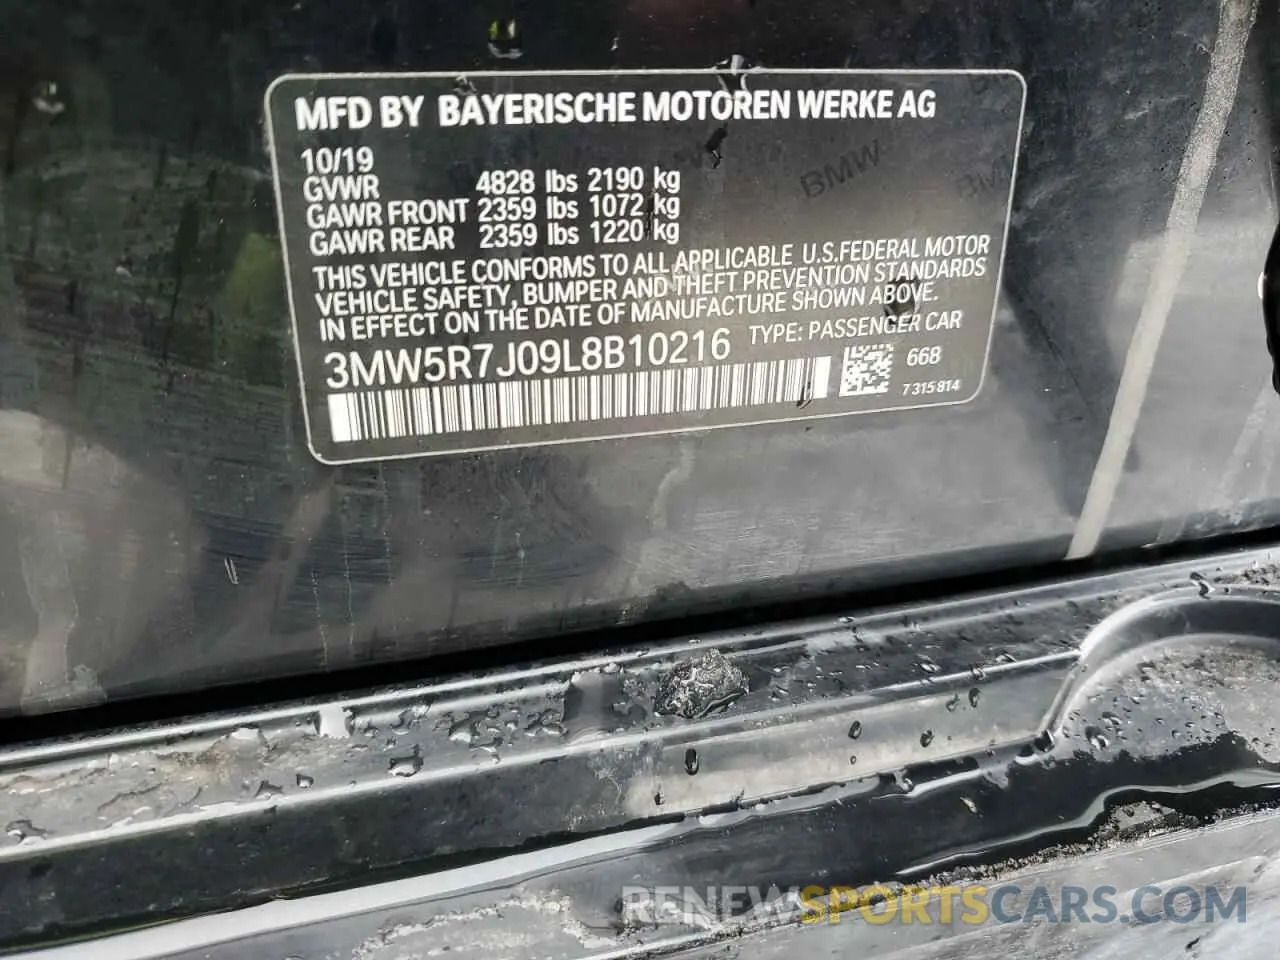 MFD BY BAYERISCHE MOTOREN WERKE AG
10/19
GVWR 4828 lbs 2190 kg
GAWR FRONT 2359 lbs 1072 kg
GAWR REAR 2359 lbs 1220 kg
THIS VEHICLE CONFORMS TO ALL APPLICABLE U.S.FEDERAL MOTOR
VEHICLE SAFETY, BUMPER AND THEFT PREVENTION STANDARDS
IN EFFECT ON THE DATE OF MANUFACTURE SHOWN ABOVE.
3MW5R7J09L8B10216 TYPE: PASSENGER CAR
668
7315814
BMW
BMW
RENEWSPORTSCARS.COM